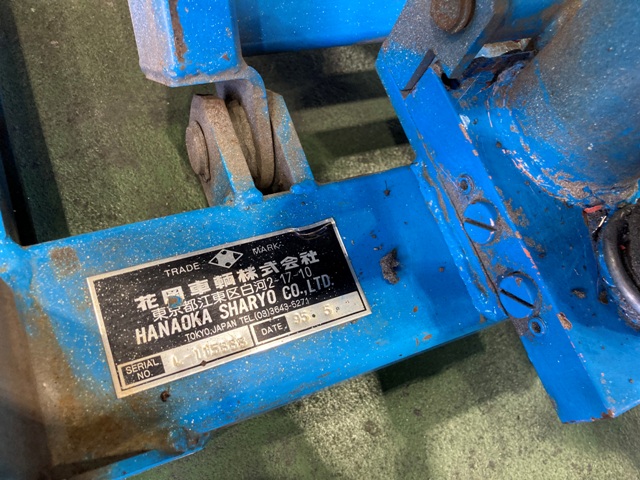 TRADE MARK
花岡車輌株式会社
東京都江東区白河2-17-10
HANAOKA SHARYO CO., LTD.
TOKYO, JAPAN TEL (03)3643-5271
SERIAL NO. DATE